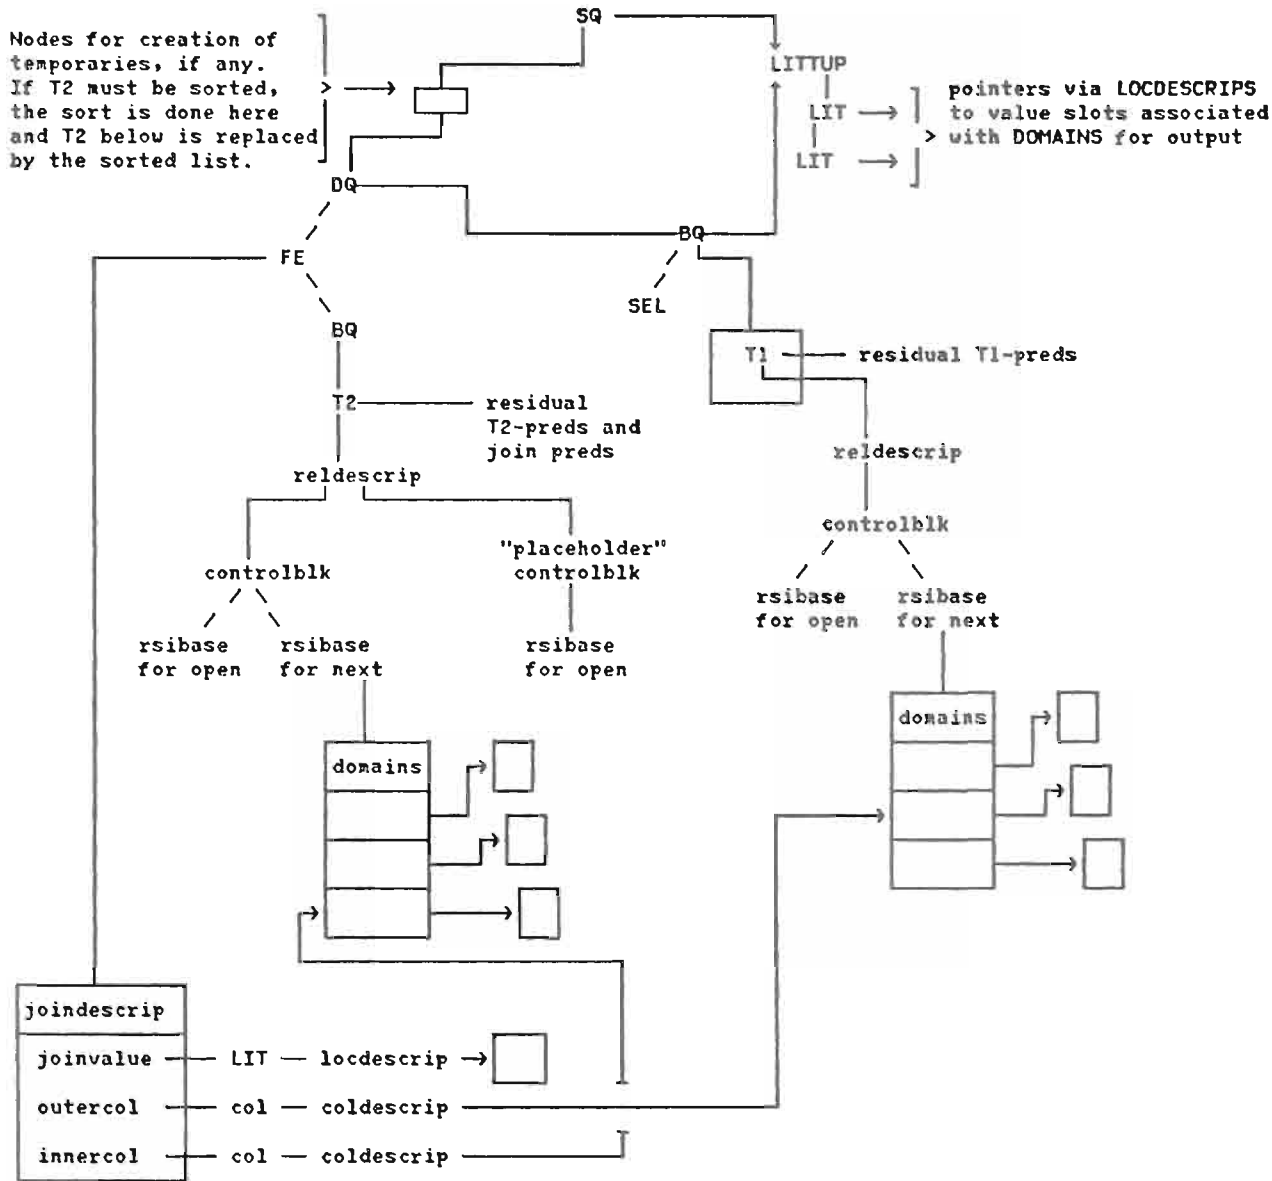 SQ
Nodes for creation of
temporaries, if any.
If T2 must be sorted,
the sort is done here
and T2 below is replaced
by the sorted list.
>
LITTUP
LIT
LIT
>
pointers via LOCDESCRIPS
to value slots associated
with DOMAINS for output
DQ
BQ
FE
SEL
BQ
T1
residual T1-preds
T2
residual
T2-preds and
join preds
reldescrip
reldescrip
controlblk
"placeholder"
controlblk
controlblk
rsibase
for open
rsibase
for next
rsibase
for open
rsibase
for next
rsibase
for open
domains
domains
joindescrip
joinvalue
LIT
locdescrip
outercol
col
coldescrip
innercol
col
coldescrip